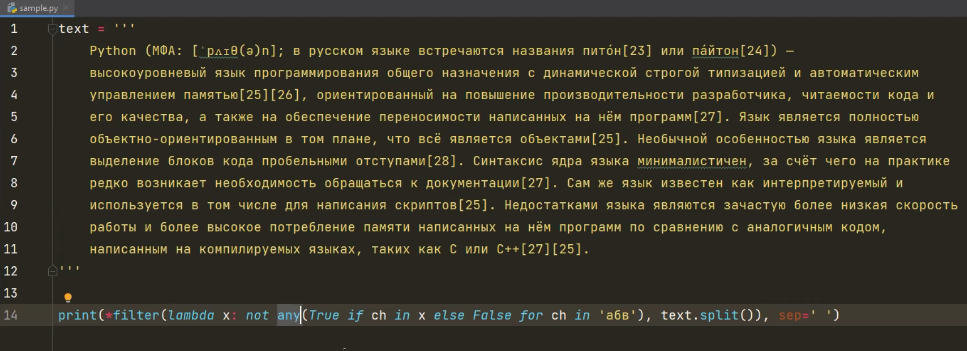 sample.py
1 text = '''
2 Python (МФА: [ˈpʌɪθ(ə)n]; в русском языке встречаются названия пито́н[23] или па́йтон[24]) —
3 высокоуровневый язык программирования общего назначения с динамической строгой типизацией и автоматическим
4 управлением памятью[25][26], ориентированный на повышение производительности разработчика, читаемости кода и
5 его качества, а также на обеспечение переносимости написанных на нём программ[27]. Язык является полностью
6 объектно-ориентированным в том плане, что всё является объектами[25]. Необычной особенностью языка является
7 выделение блоков кода пробельными отступами[28]. Синтаксис ядра языка минималистичен, за счёт чего на практике
8 редко возникает необходимость обращаться к документации[27]. Сам же язык известен как интерпретируемый и
9 используется в том числе для написания скриптов[25]. Недостатками языка являются зачастую более низкая скорость
10 работы и более высокое потребление памяти написанных на нём программ по сравнению с аналогичным кодом,
11 написанным на компилируемых языках, таких как C или C++[27][25].
12 '''
13
14 print(*filter(lambda x: not any(True if ch in x else False for ch in 'абв'), text.split()), sep=' ')